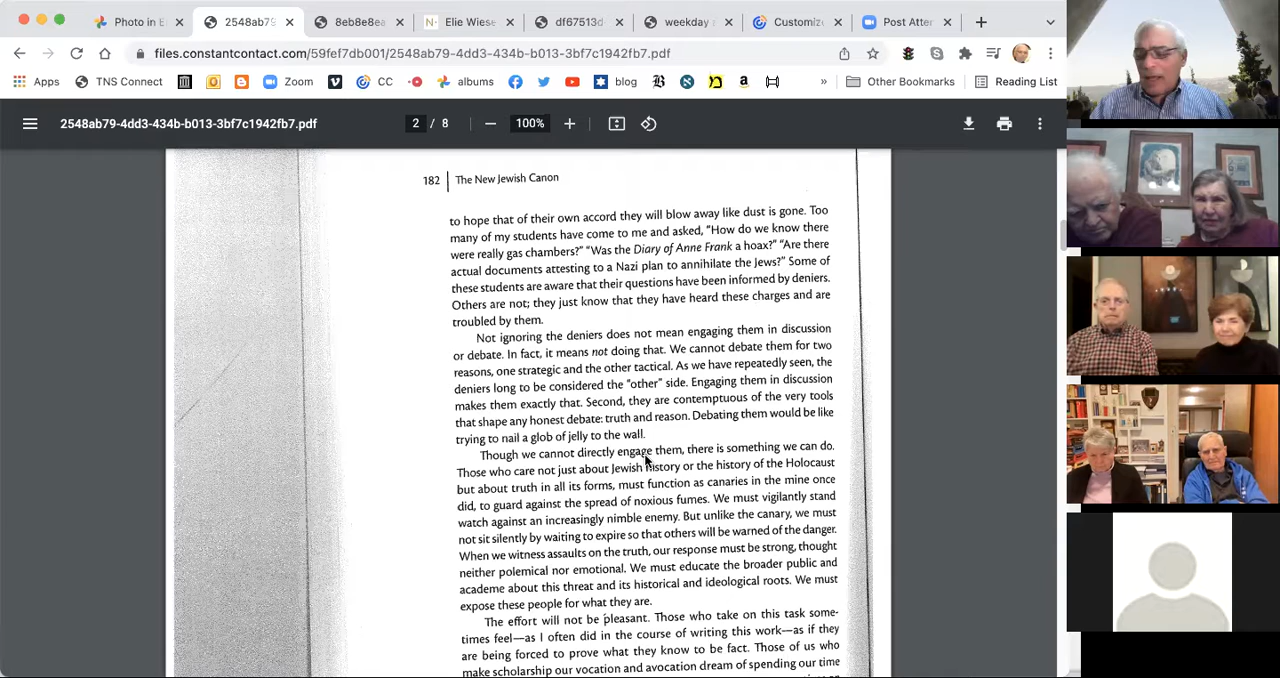 Photo in E
2548ab79-
8eb8e8ea
Elie Wiese
df67513d-
weekday
Customize
Post Atter
files.constantcontact.com/59fef7db001/2548ab79-4dd3-434b-b013-3bf7c1942fb7.pdf
Apps
TNS Connect
Zoom
CC
albums
blog
»
Other Bookmarks
Reading List
2548ab79-4dd3-434b-b013-3bf7c1942fb7.pdf
2 / 8
100%
182 The New Jewish Canon
to hope that of their own accord they will blow away like dust is gone. Too
many of my students have come to me and asked, "How do we know there
were really gas chambers?" "Was the Diary of Anne Frank a hoax?" "Are there
actual documents attesting to a Nazi plan to annihilate the Jews?" Some of
these students are aware that their questions have been informed by deniers.
Others are not; they just know that they have heard these charges and are
troubled by them.
Not ignoring the deniers does not mean engaging them in discussion
or debate. In fact, it means not doing that. We cannot debate them for two
reasons, one strategic and the other tactical. As we have repeatedly seen, the
deniers long to be considered the "other" side. Engaging them in discussion
makes them exactly that. Second, they are contemptuous of the very tools
that shape any honest debate: truth and reason. Debating them would be like
trying to nail a glob of jelly to the wall.
Though we cannot directly engage them, there is something we can do.
Those who care not just about Jewish history or the history of the Holocaust
but about truth in all its forms, must function as canaries in the mine once
did, to guard against the spread of noxious fumes. We must vigilantly stand
watch against an increasingly nimble enemy. But unlike the canary, we must
not sit silently by waiting to expire so that others will be warned of the danger.
When we witness assaults on the truth, our response must be strong, thought
neither polemical nor emotional. We must educate the broader public and
academe about this threat and its historical and ideological roots. We must
expose these people for what they are.
The effort will not be pleasant. Those who take on this task some-
times feel—as I often did in the course of writing this work—as if they
are being forced to prove what they know to be fact. Those of us who
make scholarship our vocation and avocation dream of spending our time